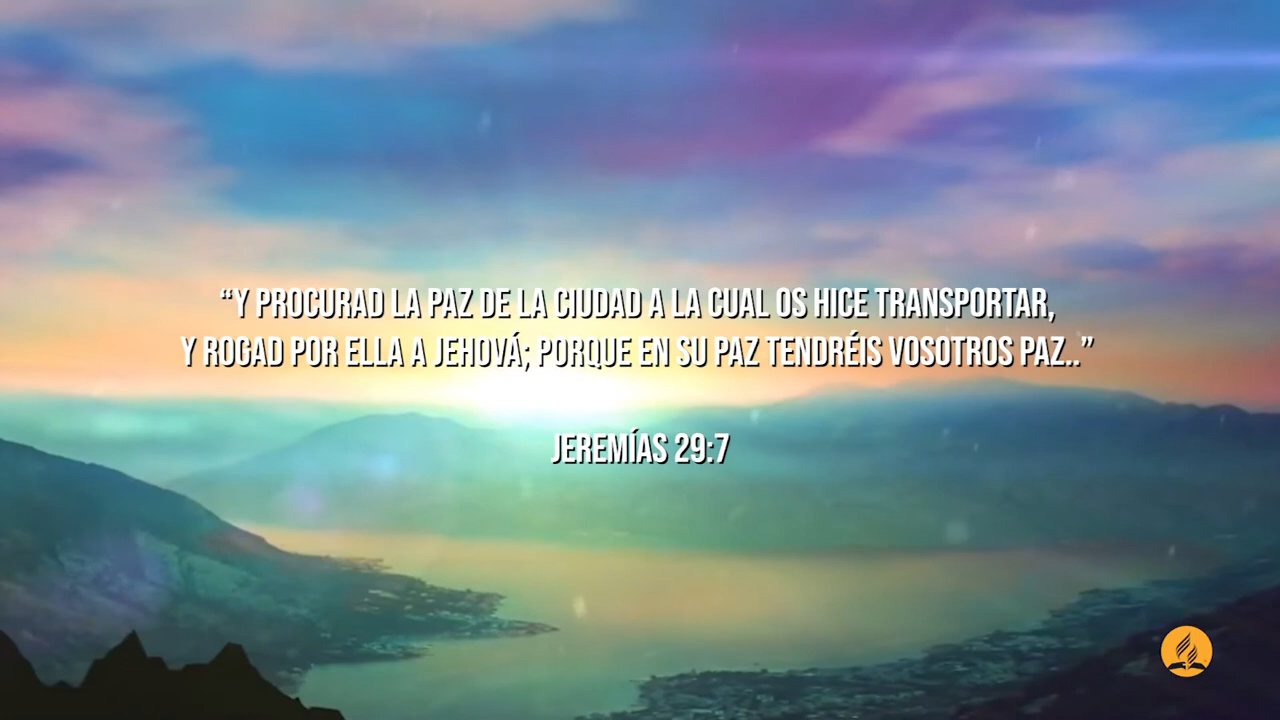 “Y PROCURAD LA PAZ DE LA CIUDAD A LA CUAL OS HICE TRANSPORTAR,
Y ROGAD POR ELLA A JEHOVÁ; PORQUE EN SU PAZ TENDRÉIS VOSOTROS PAZ..”
JEREMÍAS 29:7